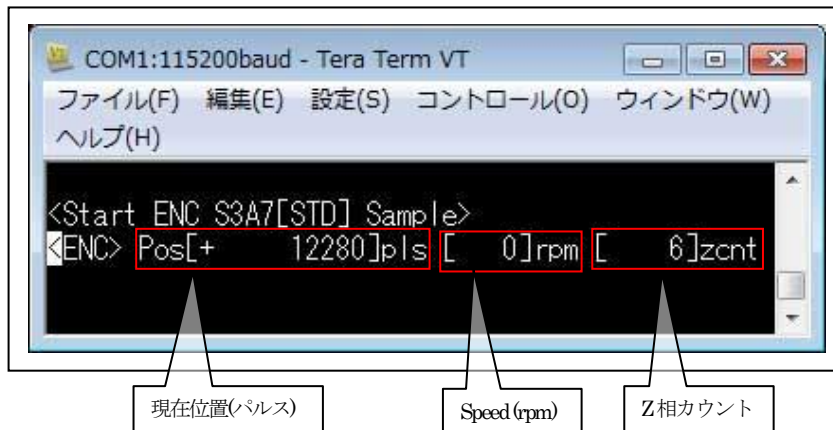 COM1:115200baud - Tera Term VT
ファイル(F) 編集(E) 設定(S) コントロール(O) ウィンドウ(W)
ヘルプ(H)
<Start ENC S3A7[STD] Sample>
<ENC> Pos[+ 12280]pls [ 0]rpm [ 6]zcnt
現在位置(パルス)
Speed (rpm)
Z相カウント